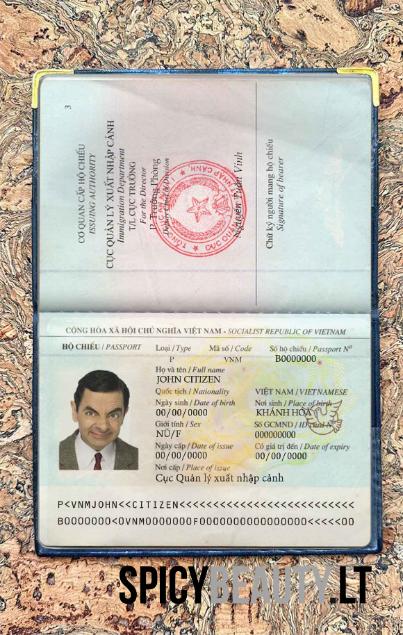 3
CƠ QUAN CẤP HỘ CHIẾU
ISSUING AUTHORITY
CỤC QUẢN LÝ XUẤT NHẬP CẢNH
Immigration Department
T/L CỤC TRƯỞNG
For the Director
P. Trưởng Phòng
Chữ ký người mang hộ chiếu
Signature of bearer
CỘNG HÒA XÃ HỘI CHỦ NGHĨA VIỆT NAM - SOCIALIST REPUBLIC OF VIETNAM
HỘ CHIẾU / PASSPORT Loại / Type Mã số / Code Số hộ chiếu / Passport Nº
P VNM B0000000
Họ và tên / Full name
JOHN CITIZEN
Quốc tịch / Nationality VIỆT NAM / VIETNAMESE
Ngày sinh / Date of birth Nơi sinh / Place of birth
00/00/0000 KHÁNH HÒA
Giới tính / Sex Số GCMND / ID
NỮ/F 000000000
Ngày cấp / Date of issue Có giá trị đến / Date of expiry
00/00/0000 00/00/0000
Nơi cấp / Place of issue
Cục Quản lý xuất nhập cảnh
P<VNMJOHN<<CITIZEN<<<<<<<<<<<<<<<<<<<<<<<<<<
B0000000<0VNM0000000F0000000000000000<<<<<00
SPICYBEAUTY.LT